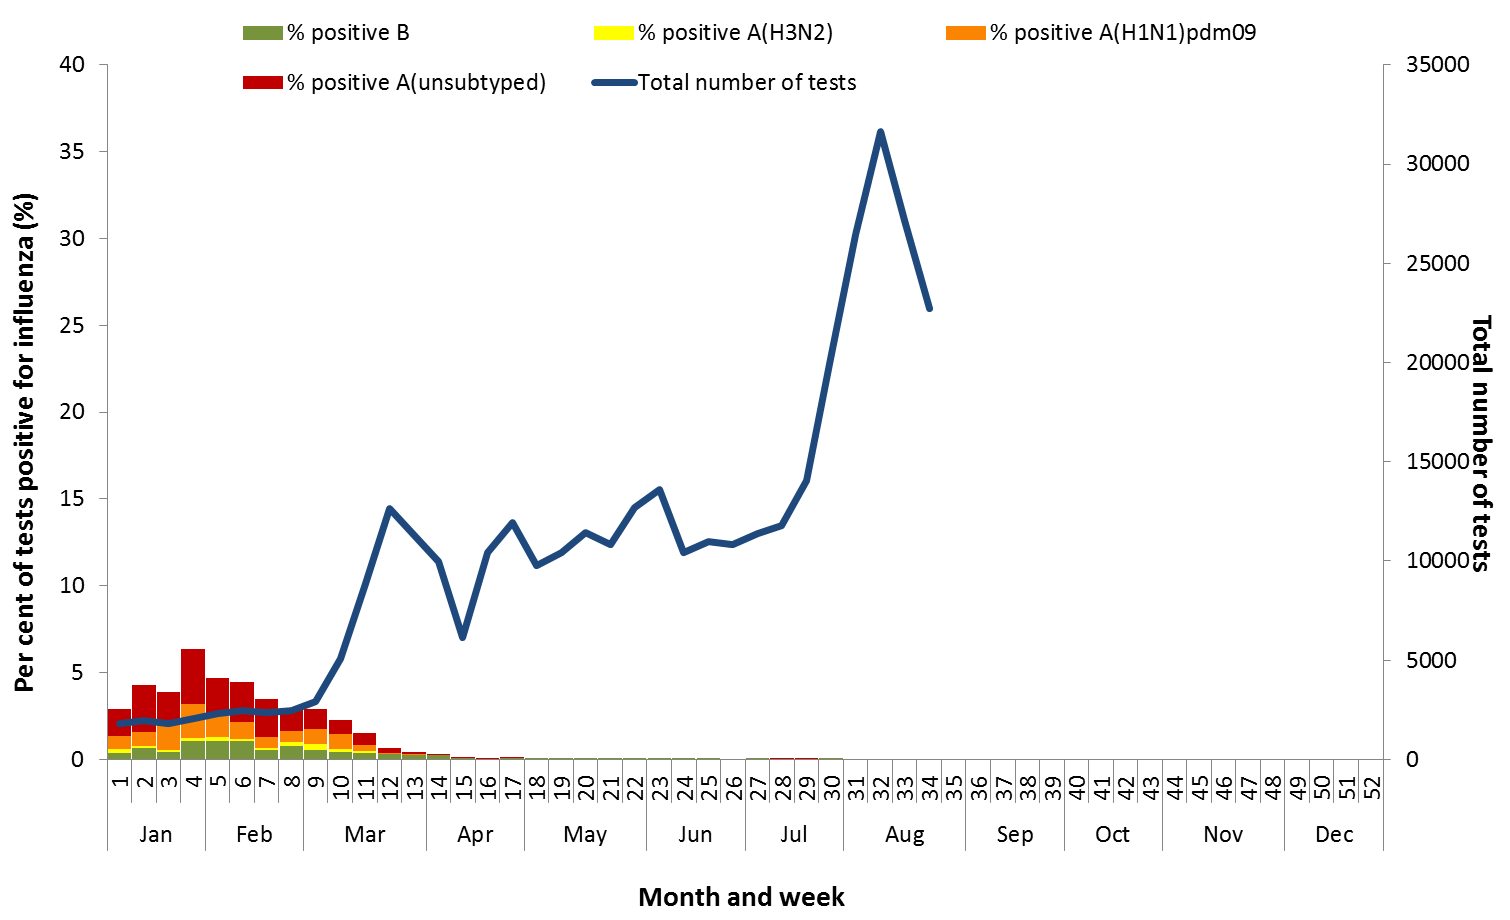 % positive B % positive A(H3N2) % positive A(H1N1)pdm09
% positive A(unsubtyped) Total number of tests
Per cent of tests positive for influenza (%)
40
35
30
25
20
15
10
5
0
35000
30000
25000
20000
15000
10000
5000
0
Total number of tests
1 2 3 4 5 6 7 8 9 10 11 12 13 14 15 16 17 18 19 20 21 22 23 24 25 26 27 28 29 30 31 32 33 34 35 36 37 38 39 40 41 42 43 44 45 46 47 48 49 50 51 52
Jan Feb Mar Apr May Jun Jul Aug Sep Oct Nov Dec
Month and week